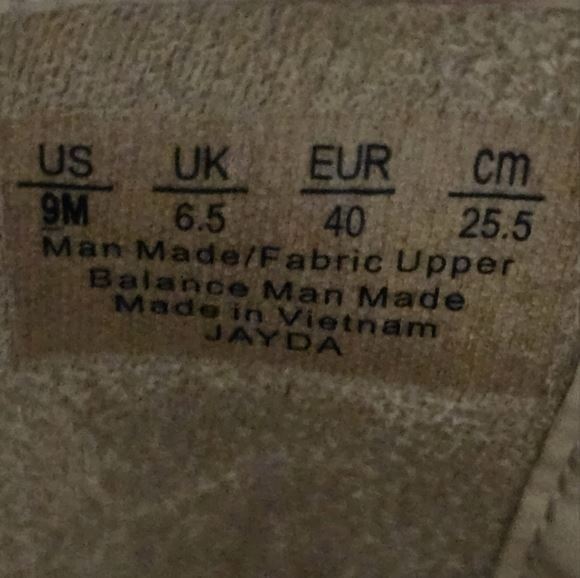 US UK EUR cm
9M 6.5 40 25.5
Man Made/Fabric Upper
Balance Man Made
Made in Vietnam
JAYDA